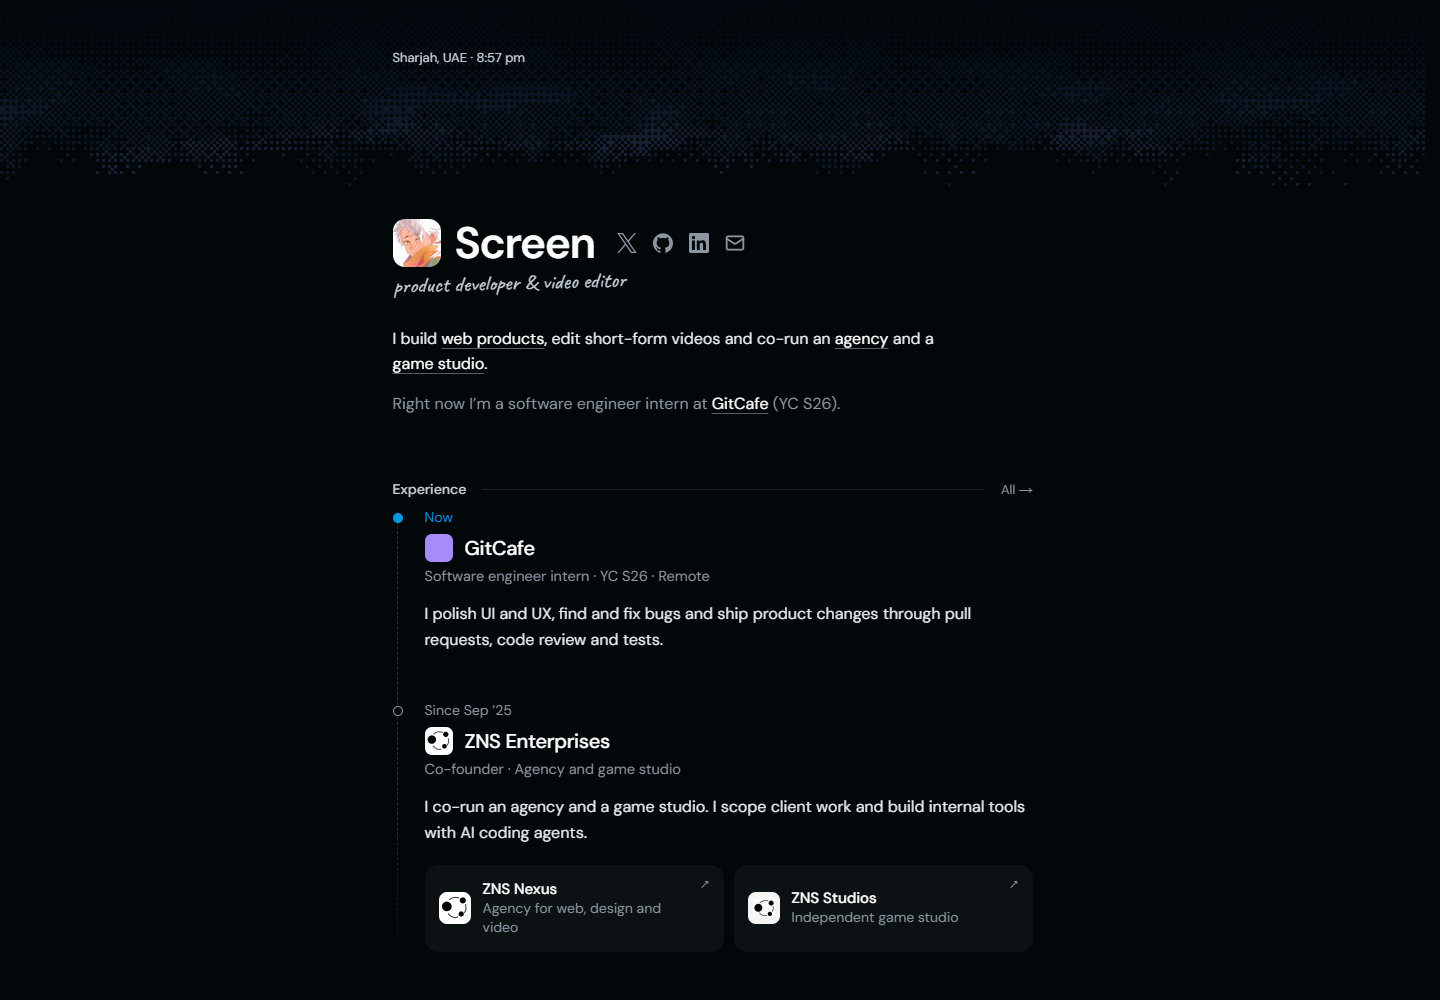 Sharjah, UAE · 8:57 pm
Screen
product developer & video editor
I build web products, edit short-form videos and co-run an agency and a
game studio.
Right now I’m a software engineer intern at GitCafe (YC S26).
Experience
All →
Now
GitCafe
Software engineer intern · YC S26 · Remote
I polish UI and UX, find and fix bugs and ship product changes through pull
requests, code review and tests.
Since Sep ’25
ZNS Enterprises
Co-founder · Agency and game studio
I co-run an agency and a game studio. I scope client work and build internal tools
with AI coding agents.
ZNS Nexus ↗
Agency for web, design and
video
ZNS Studios ↗
Independent game studio